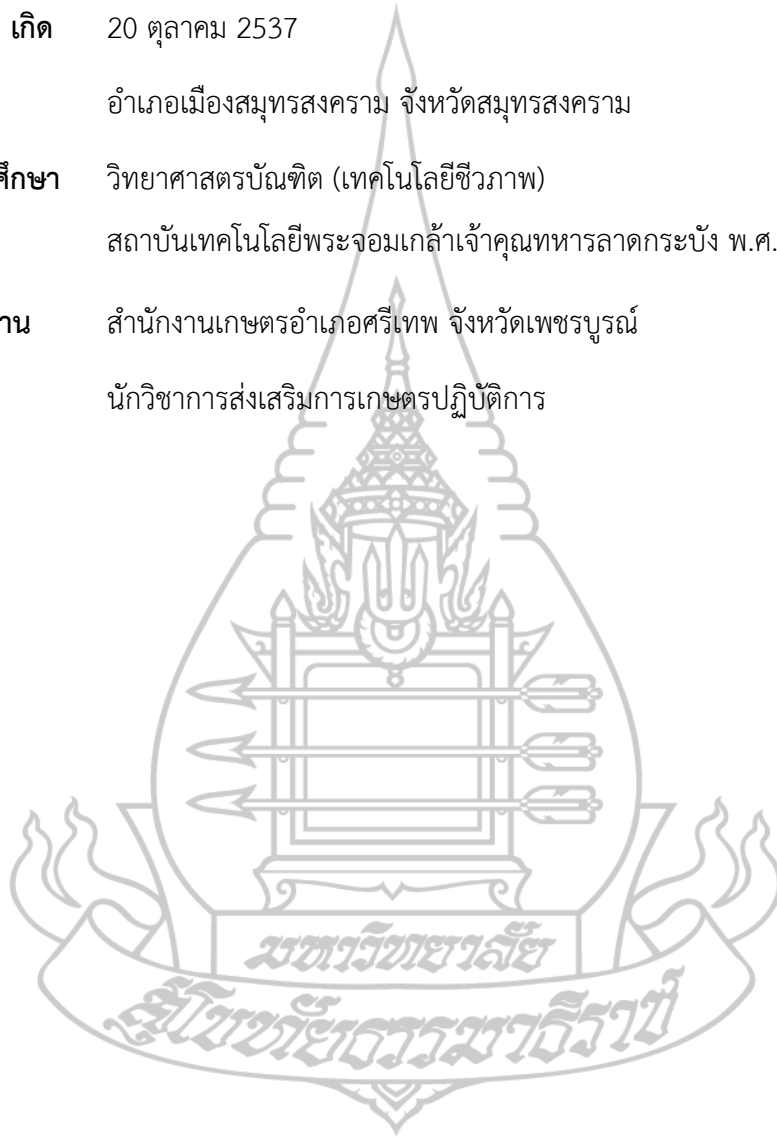 เกิด 20 ตุลาคม 2537
อำเภอเมืองสมุทรสงคราม จังหวัดสมุทรสงคราม
ศึกษา วิทยาศาสตรบัณฑิต (เทคโนโลยีชีวภาพ)
สถาบันเทคโนโลยีพระจอมเกล้าเจ้าคุณทหารลาดกระบัง พ.ศ.
าน สำนักงานเกษตรอำเภอศรีเทพ จังหวัดเพชรบูรณ์
นักวิชาการส่งเสริมการเกษตรปฏิบัติการ
มหาวิทยาลัย
สุโขทัยธรรมาธิราช